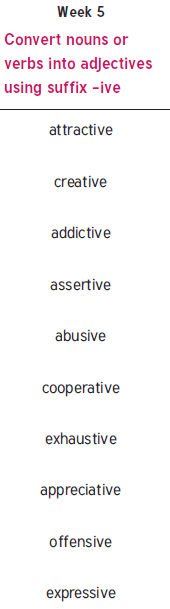 Week 5
Convert nouns or
verbs into adjectives
using suffix –ive
attractive
creative
addictive
assertive
abusive
cooperative
exhaustive
appreciative
offensive
expressive